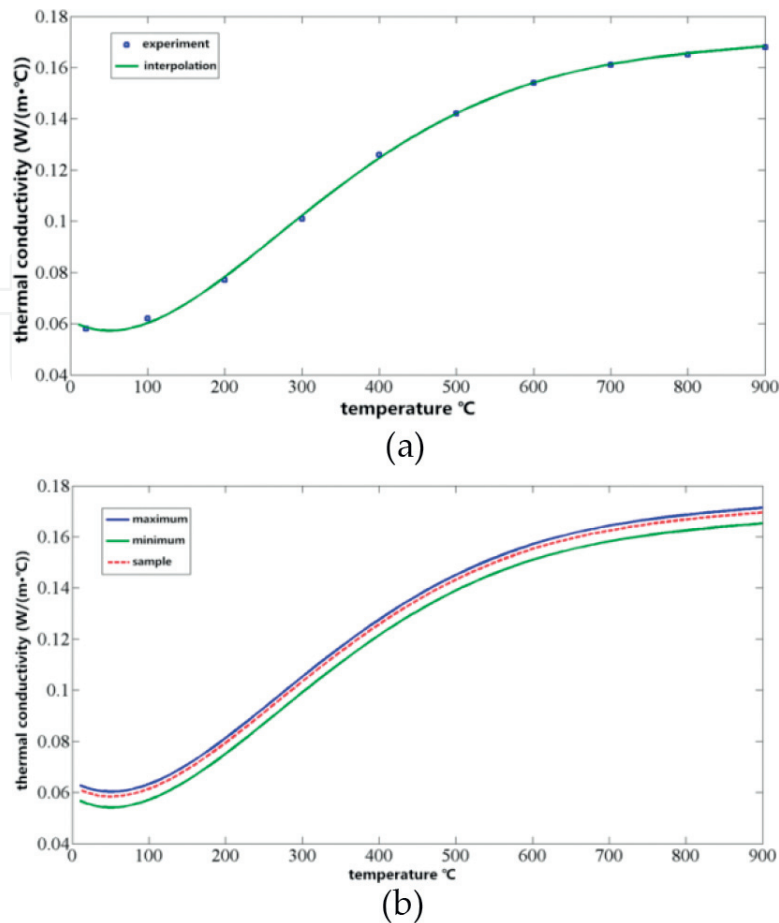 0.18
experiment
interpolation
0.16
0.14
0.12
0.1
0.08
0.06
0.04
thermal conductivity (W/(m•°C))
0 100 200 300 400 500 600 700 800 900
temperature °C
(a)
0.18
maximum
minimum
sample
0.16
0.14
0.12
0.1
0.08
0.06
0.04
thermal conductivity (W/(m•°C))
0 100 200 300 400 500 600 700 800 900
temperature °C
(b)